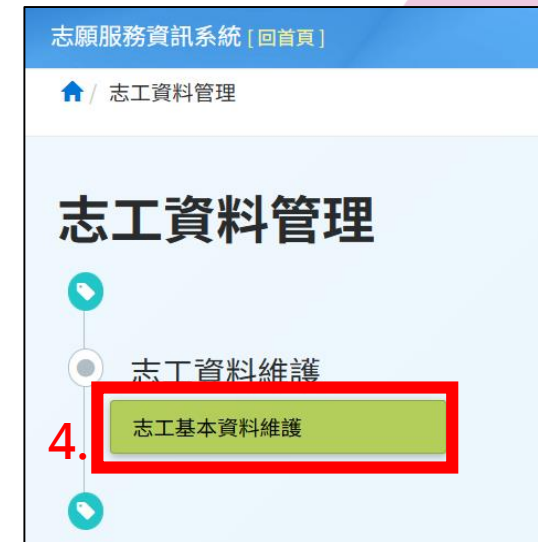 志願服務資訊系統 [ 回首頁 ]
/ 志工資料管理
志工資料管理
志工資料維護
4. 志工基本資料維護